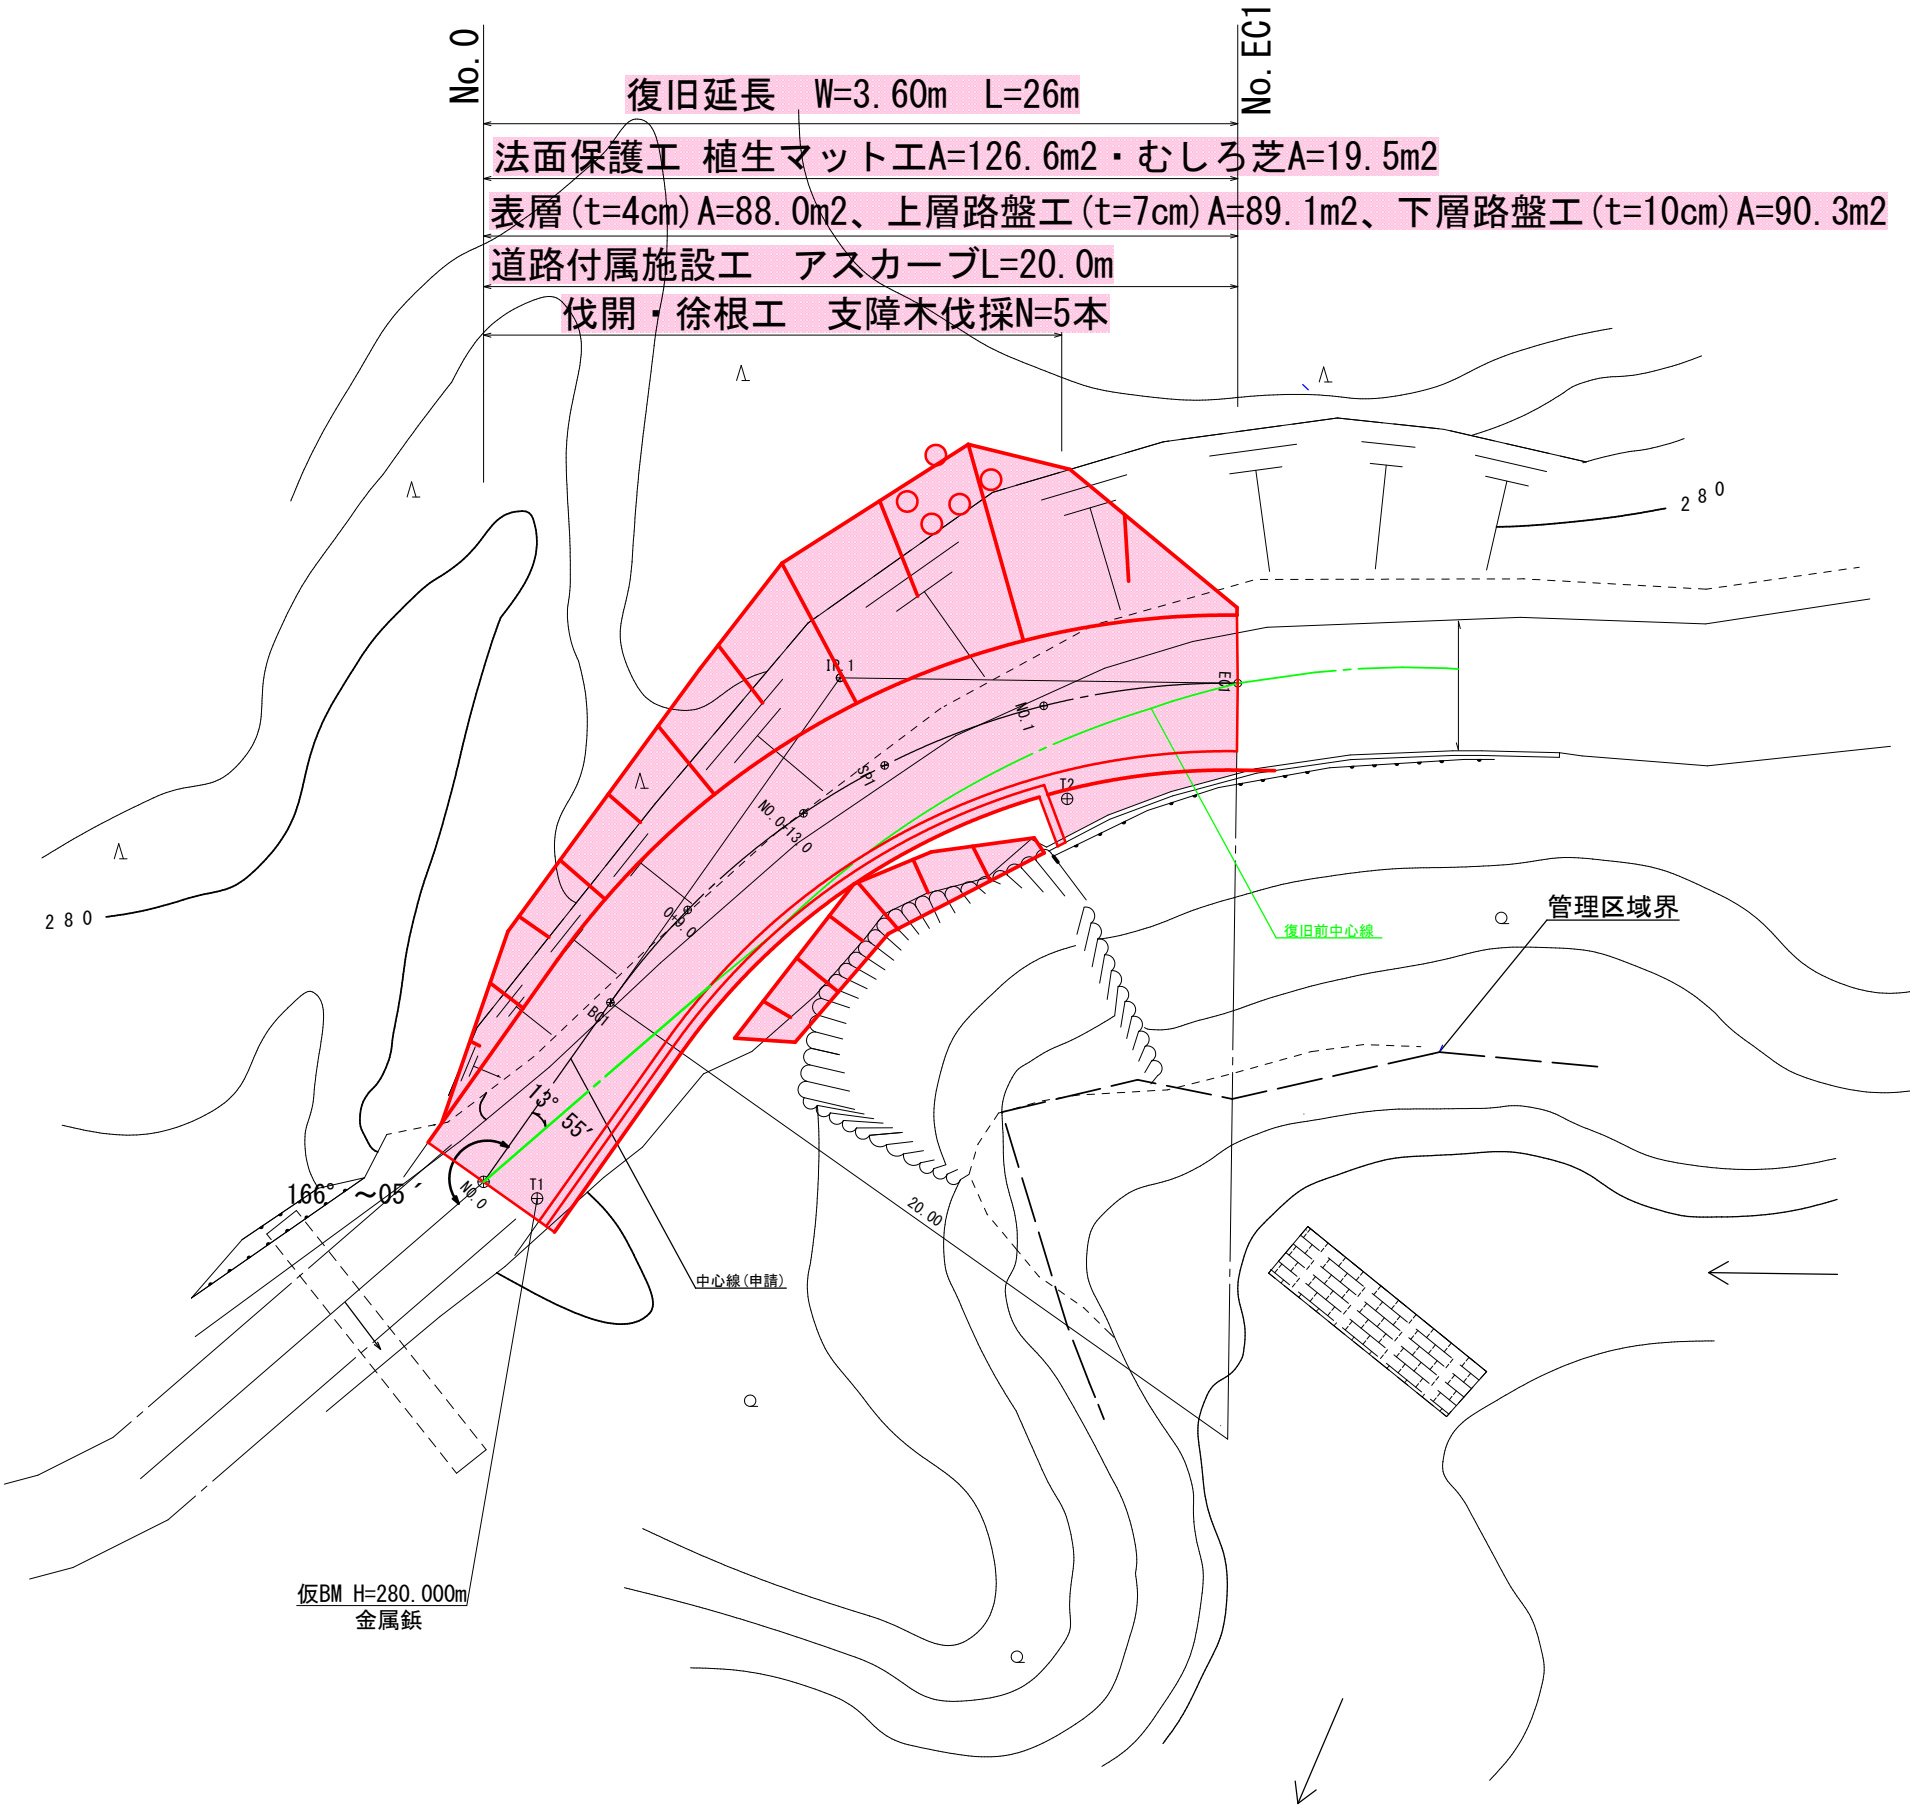 No. 0
No. EC1
復旧延長　W=3.60m　L=26m
法面保護工 植生マット工A=126.6m2・むしろ芝A=19.5m2
表層(t=4cm)A=88.0m2、上層路盤工(t=7cm)A=89.1m2、下層路盤工(t=10cm)A=90.3m2
道路付属施設工　アスカーブL=20.0m
伐開・徐根工　支障木伐採N=5本
280
IP.1
EC1
NO.1
SP1
T2
NO.0+13.0
0+9.0
280
管理区域界
復旧前中心線
BC1
13° 55′
166° ～05′
NO.0
T1
20.00
中心線(申請)
仮BM H=280.000m
金属鋲